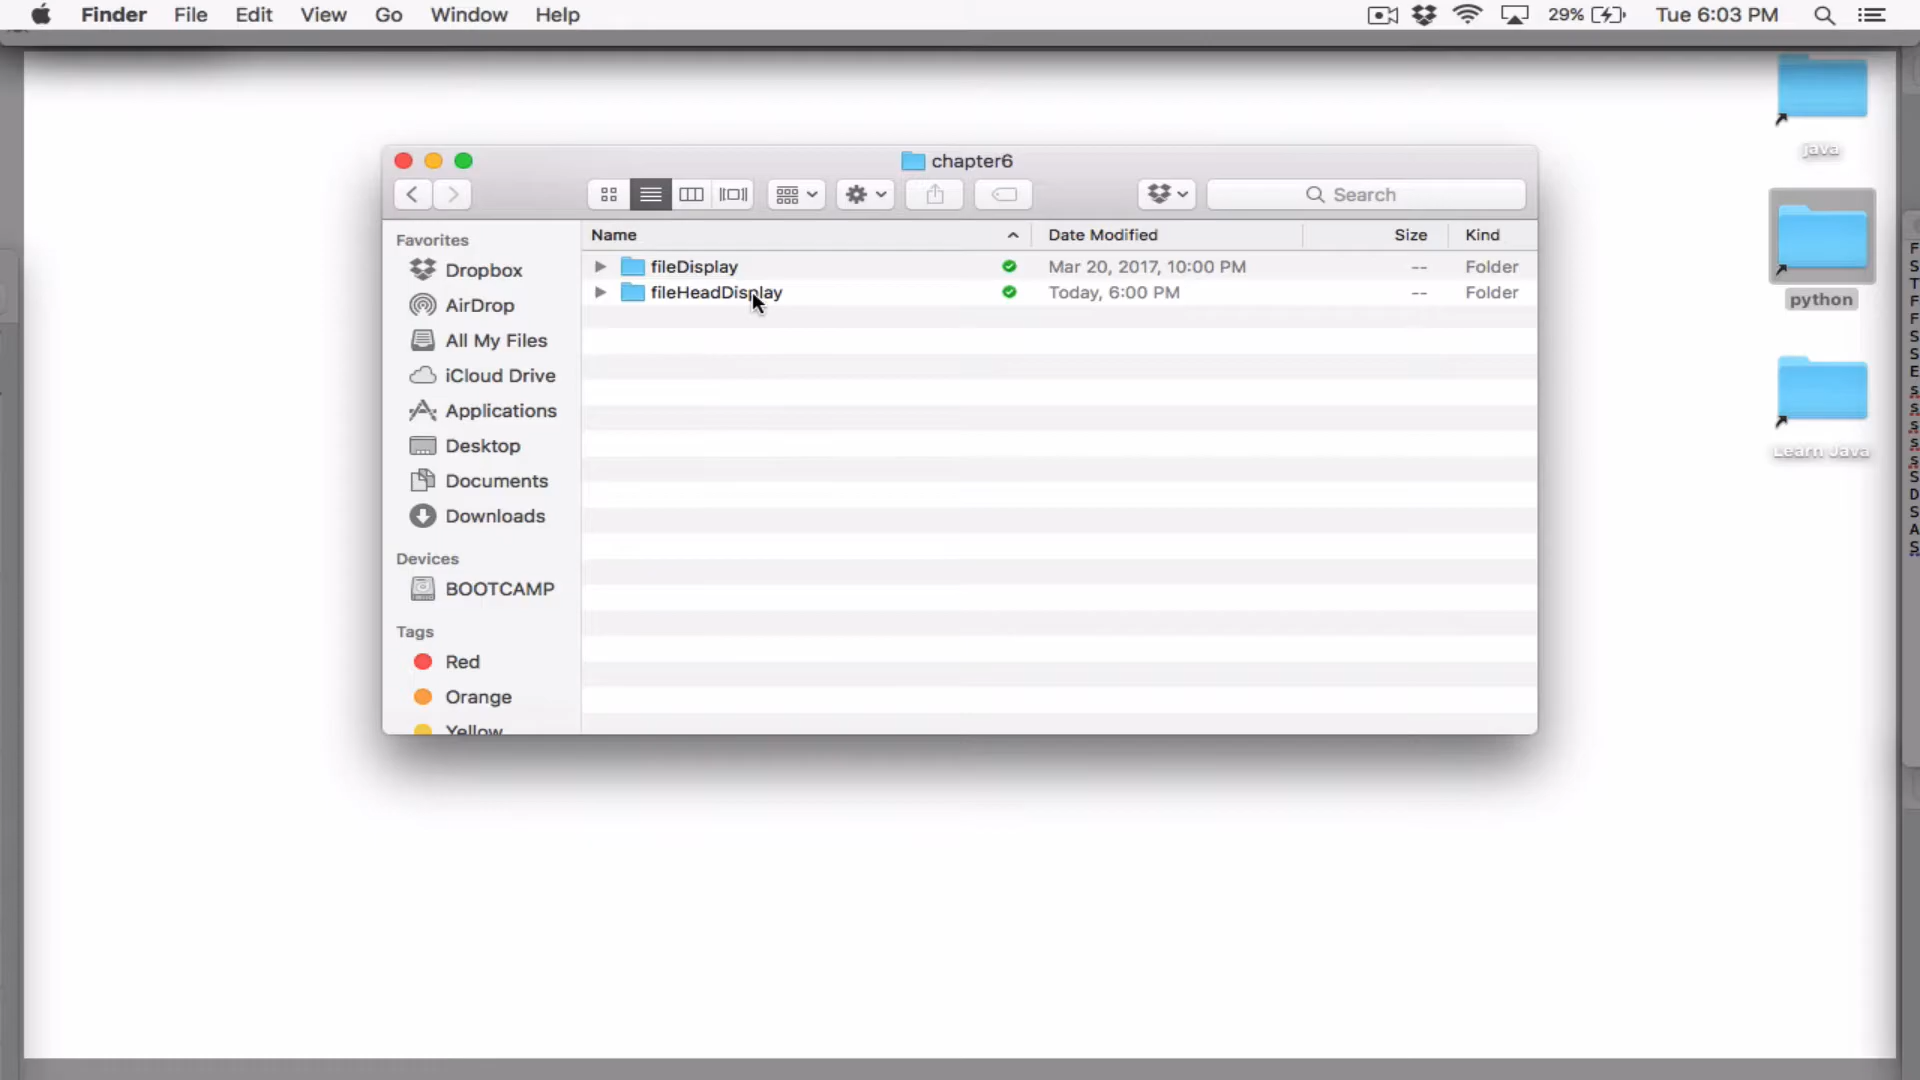 Finder File Edit View Go Window Help 29% Tue 6:03 PM
java
chapter6
Search
python
Favorites
Dropbox
AirDrop
All My Files
iCloud Drive
Applications
Desktop
Documents
Downloads
Devices
BOOTCAMP
Tags
Red
Orange
Yellow
Name Date Modified Size Kind
fileDisplay Mar 20, 2017, 10:00 PM -- Folder
fileHeadDisplay Today, 6:00 PM -- Folder
Learn Java
F
S
T
F
F
S
S
E
s
s
s
s
s
S
D
S
A
S